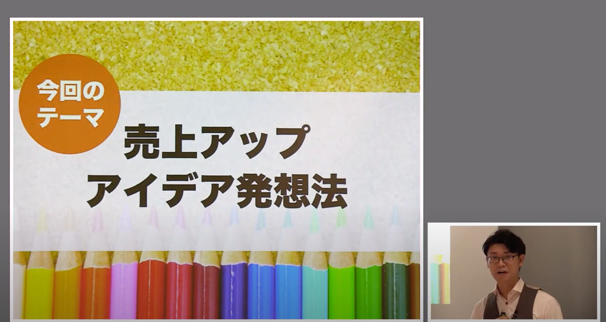 今回の
テーマ
売上アップ
アイデア発想法